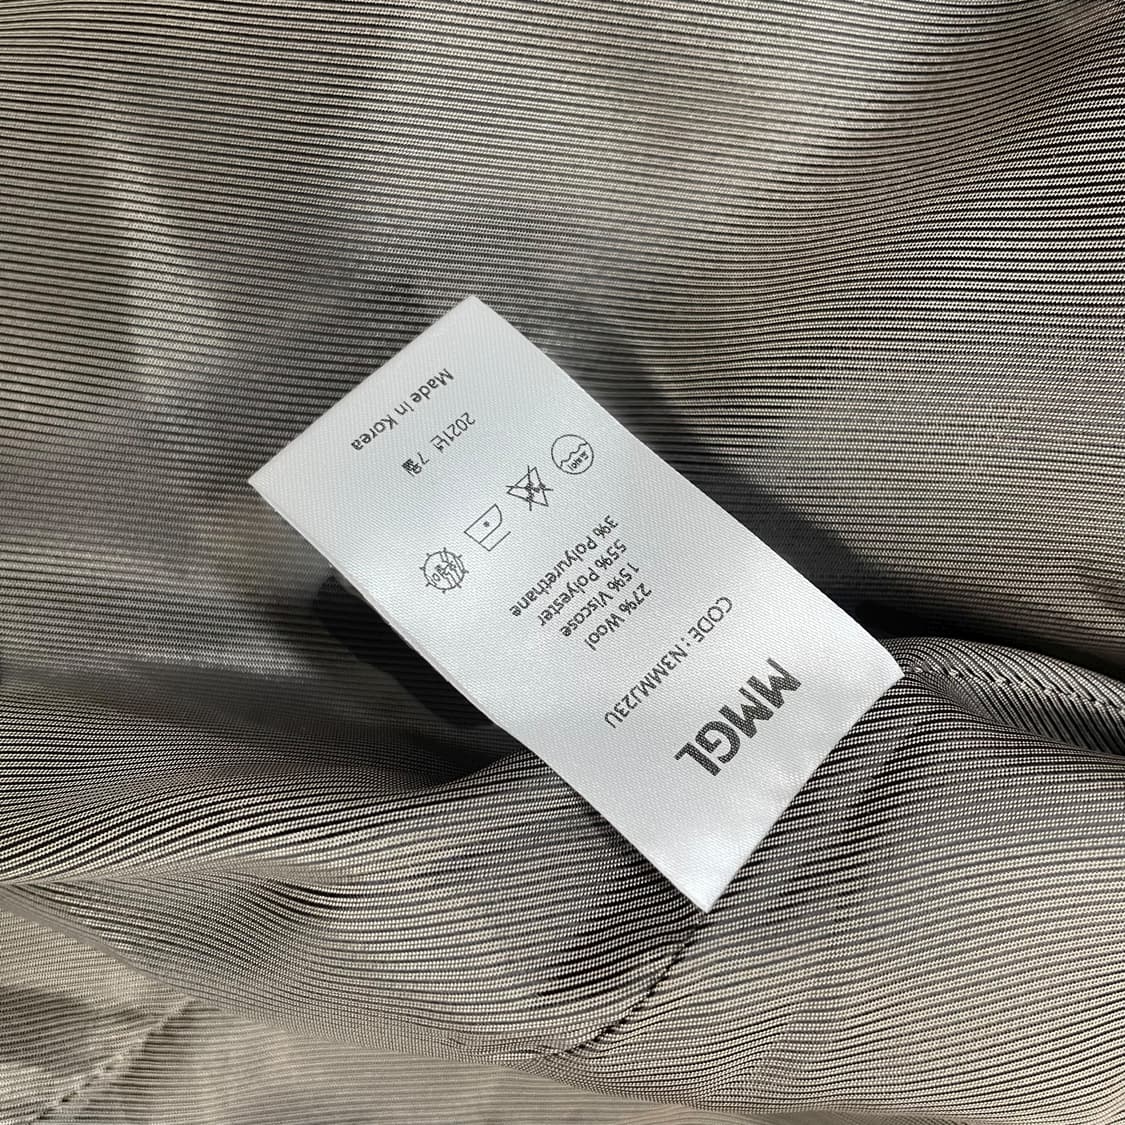 MMGL
CODE : N3MMJ23U
27% Wool
15% Viscose
55% Polyester
3% Polyurethane
2021년 7월
Made in Korea